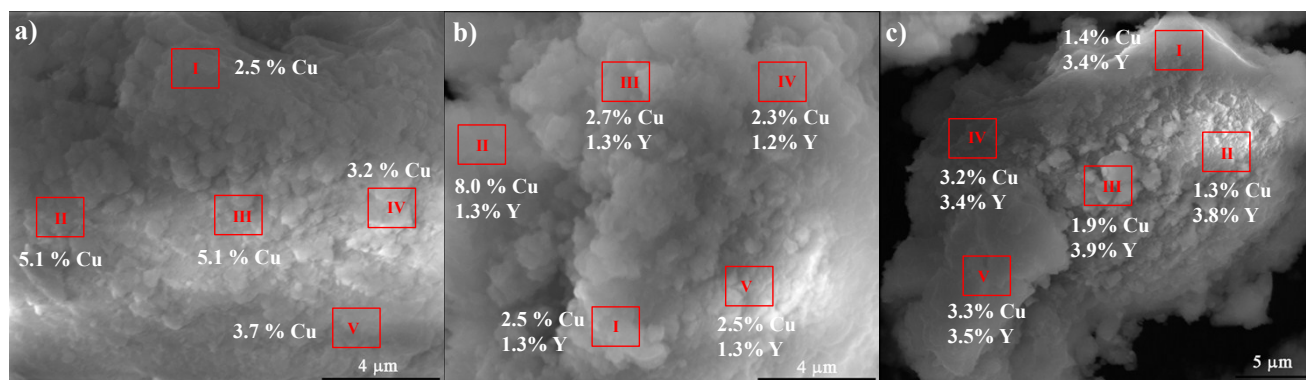 a)
I
2.5 % Cu
3.2 % Cu
IV
II
III
5.1 % Cu
5.1 % Cu
3.7 % Cu
V
4 μm
b)
III
IV
2.7% Cu
1.3% Y
2.3% Cu
1.2% Y
II
8.0 % Cu
1.3% Y
V
2.5 % Cu
1.3% Y
I
2.5% Cu
1.3% Y
4 μm
c)
1.4% Cu
3.4% Y
I
IV
II
3.2% Cu
3.4% Y
III
1.3% Cu
3.8% Y
1.9% Cu
3.9% Y
V
3.3% Cu
3.5% Y
5 μm